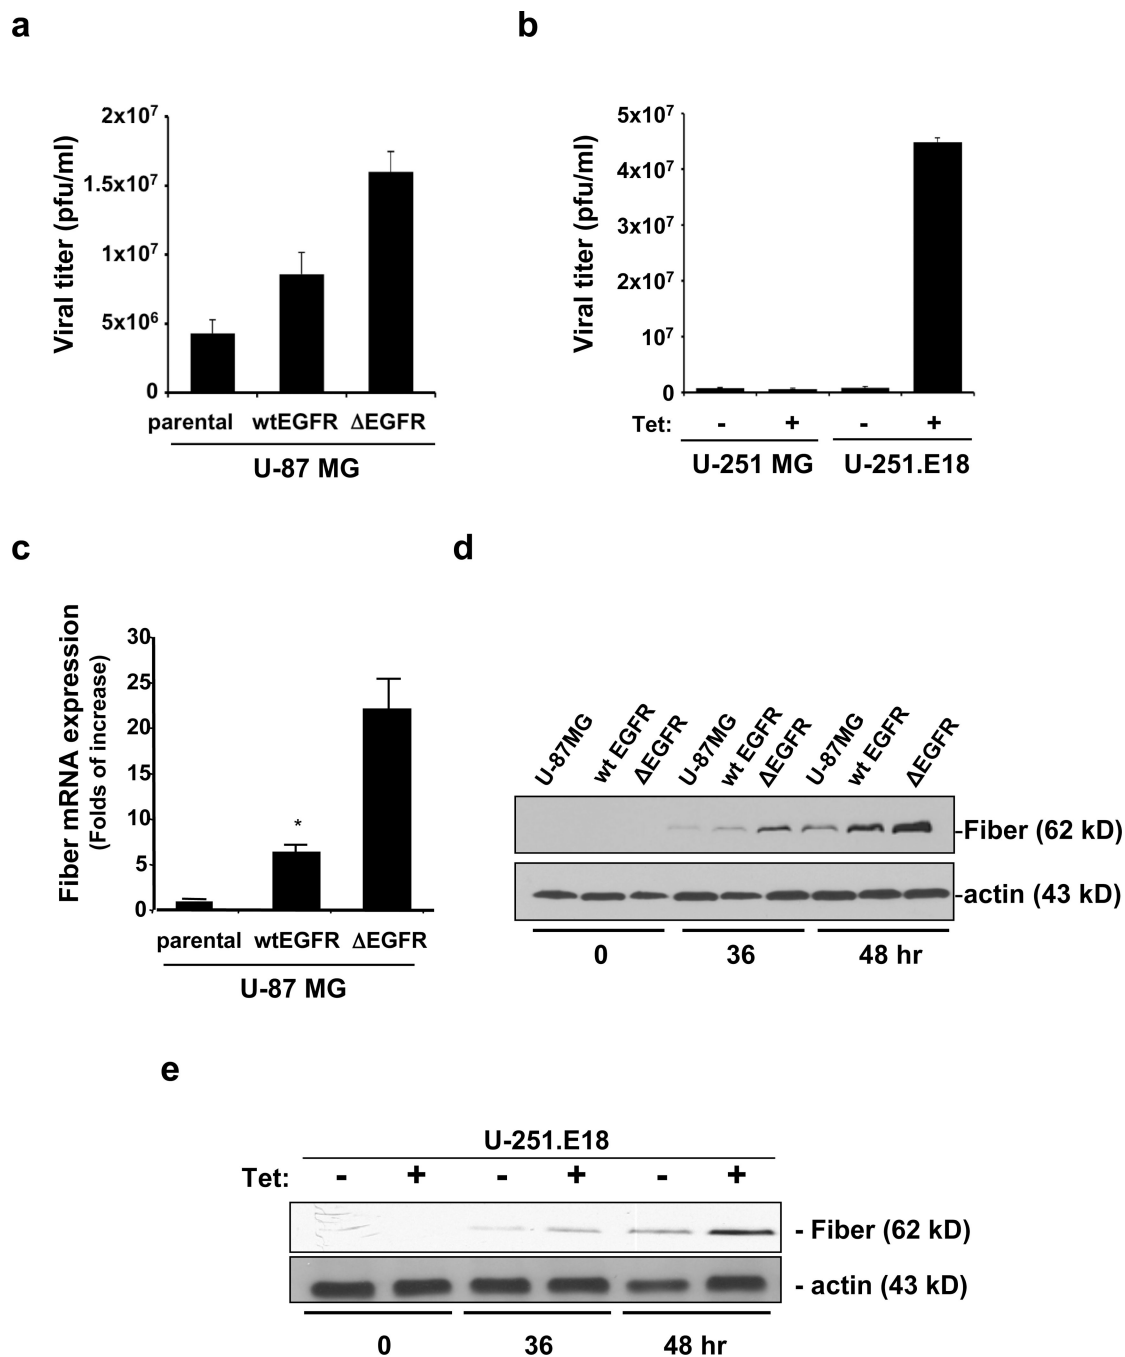 a
Viral titer (pfu/ml)
2x10⁷
1.5x10⁷
1x10⁷
5x10⁶
0
parental wtEGFR ΔEGFR
U-87 MG
b
Viral titer (pfu/ml)
5x10⁷
4x10⁷
3x10⁷
2x10⁷
10⁷
0
Tet: - + - +
U-251 MG U-251.E18
c
Fiber mRNA expression
(Folds of increase)
30
25
20
15
10
5
0
*
parental wtEGFR ΔEGFR
U-87 MG
d
U-87MG wt EGFR ΔEGFR U-87MG wt EGFR ΔEGFR U-87MG wt EGFR ΔEGFR
-Fiber (62 kD)
-actin (43 kD)
0 36 48 hr
e
U-251.E18
Tet: - + - + - +
- Fiber (62 kD)
- actin (43 kD)
0 36 48 hr